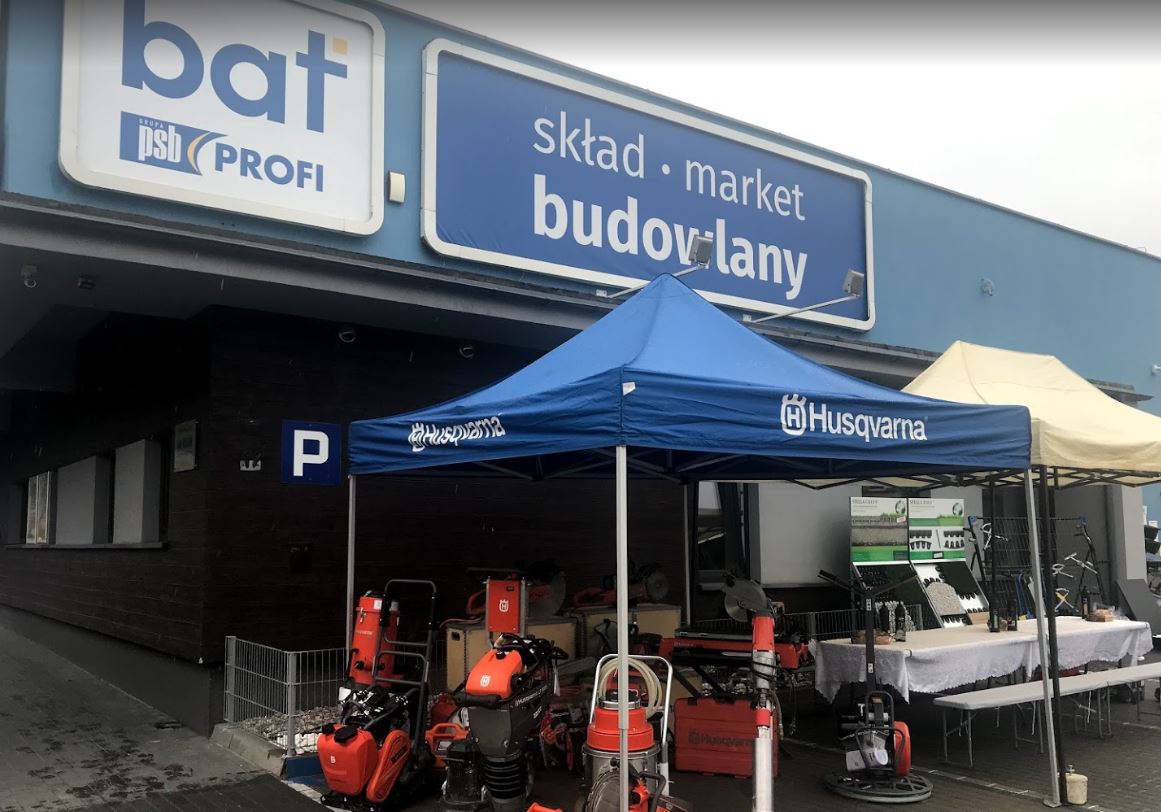 bat
GRUPA
psb PROFI
skład · market
budowlany
P
Husqvarna
Husqvarna
Husqvarna